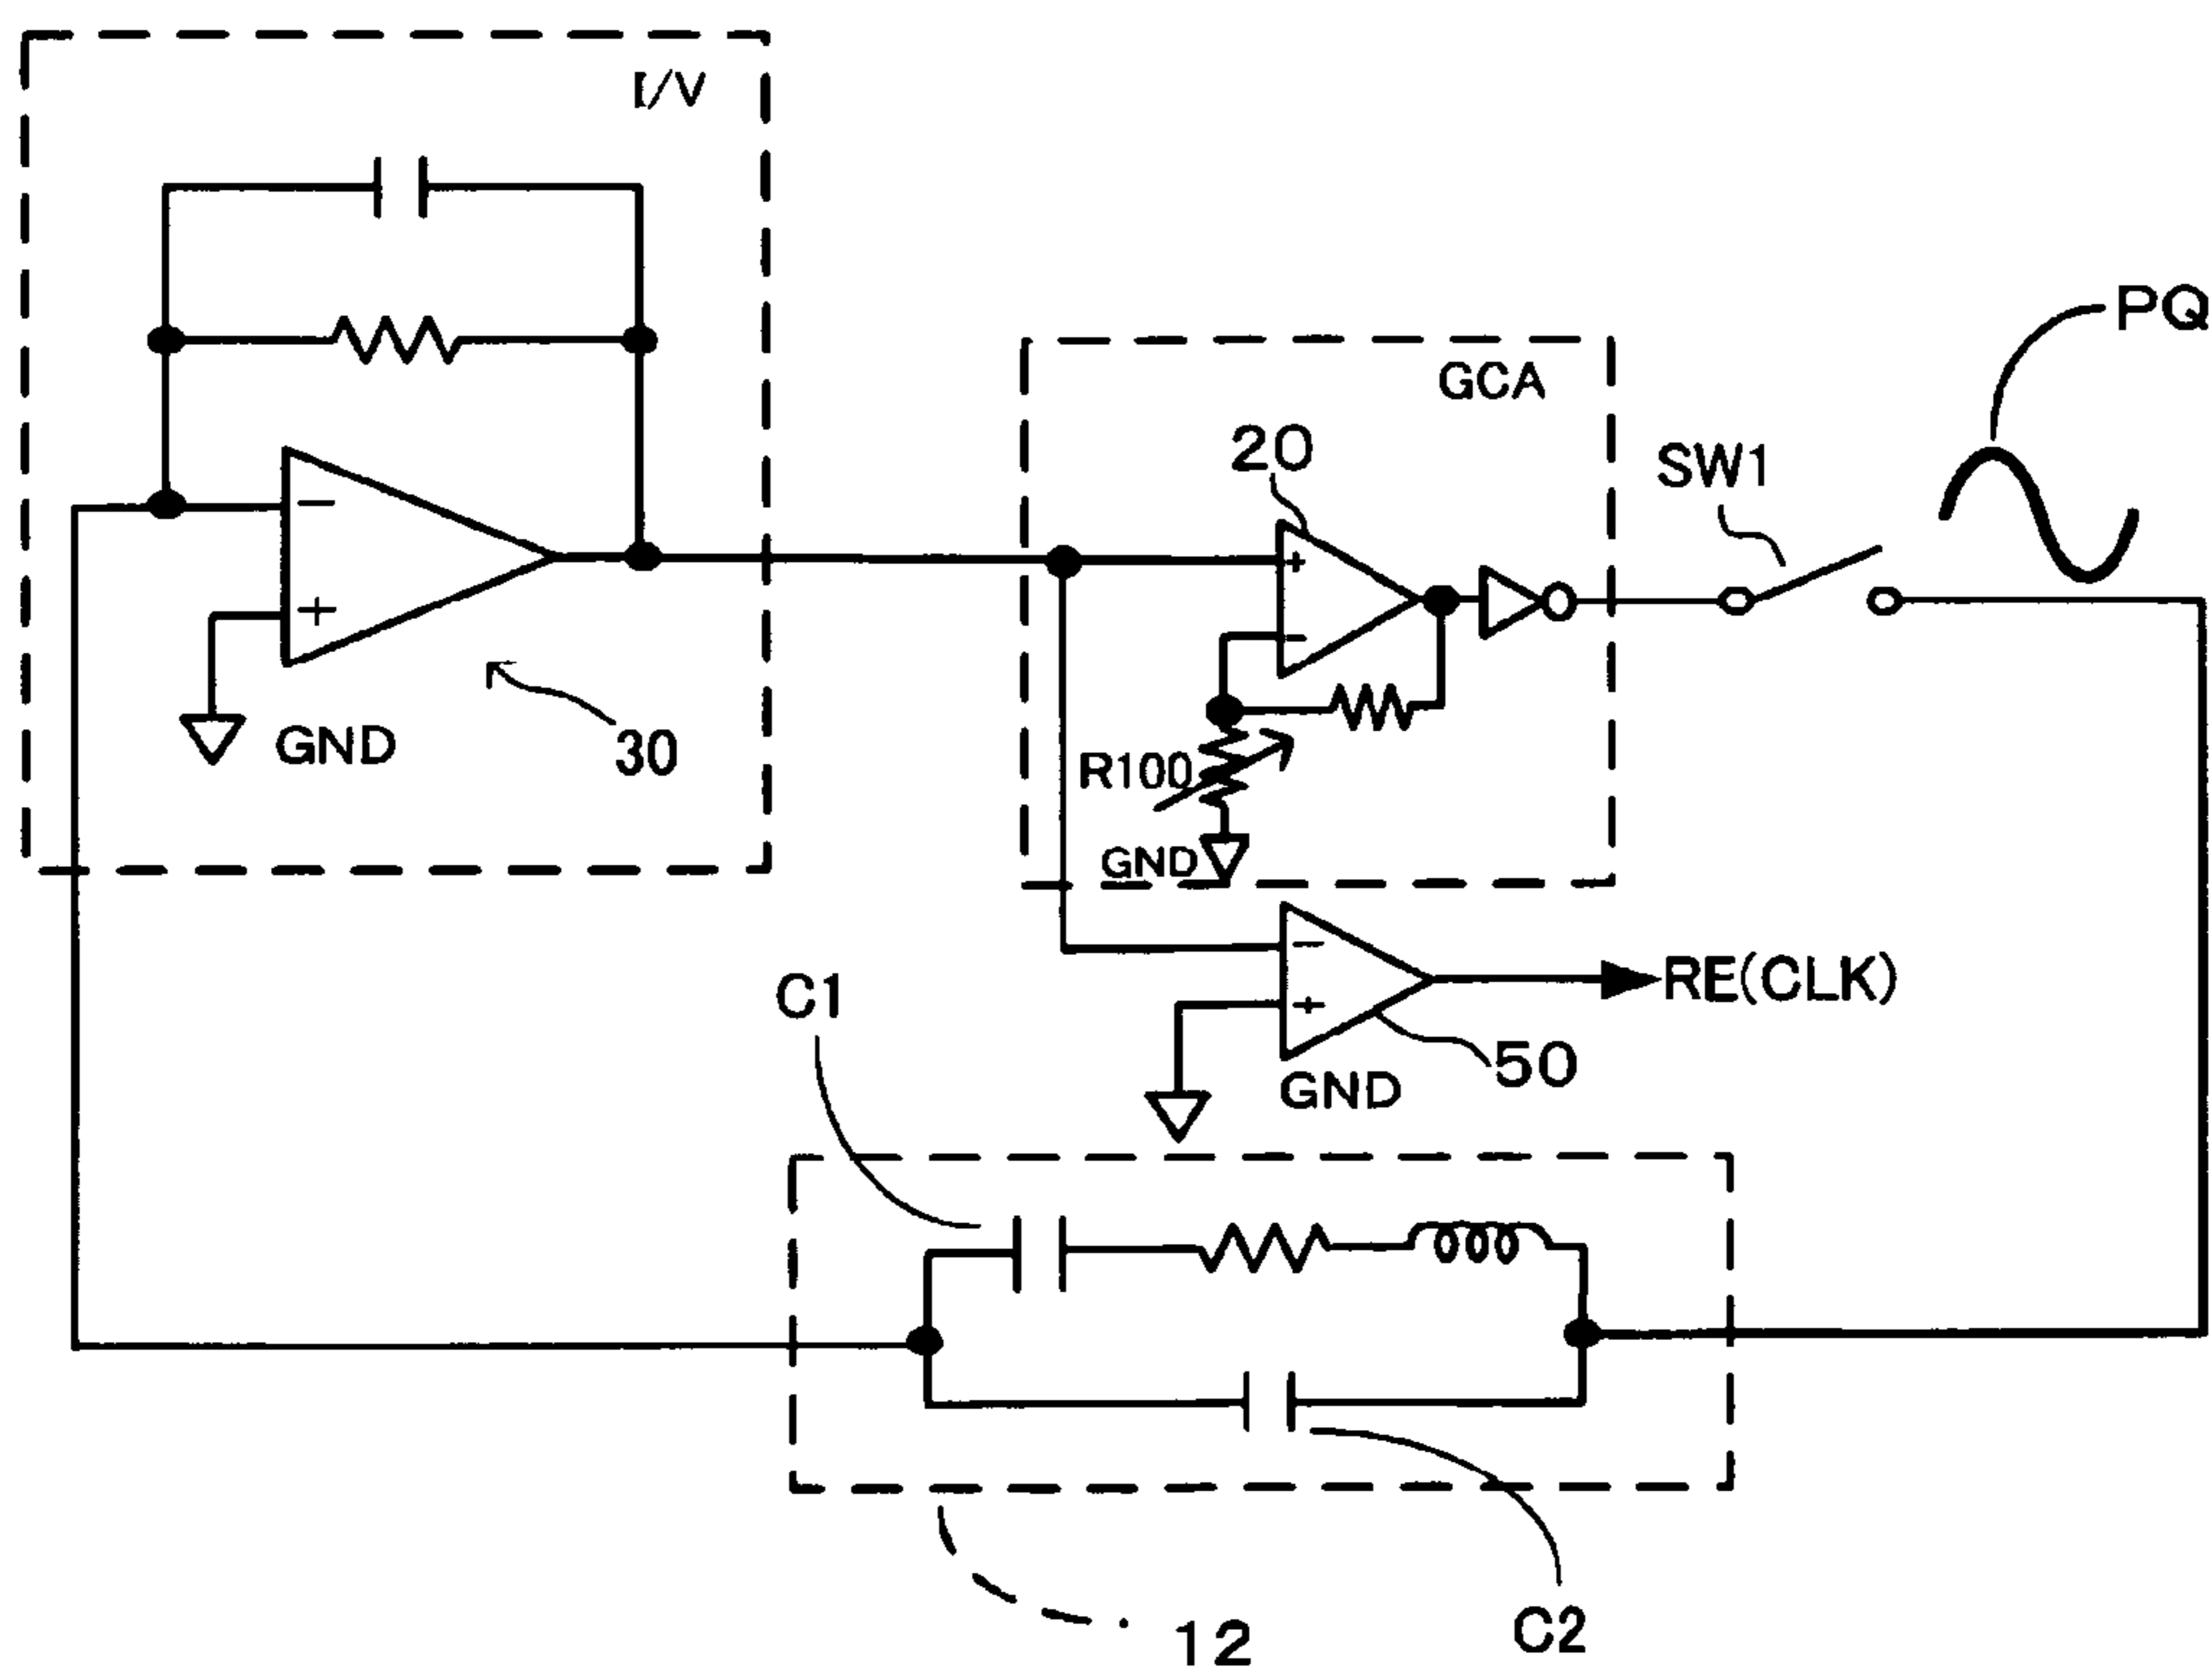 I/V
PQ
GCA
20
SW1
+
−
−
+
GND
30
R100
GND
−
+
RE(CLK)
C1
50
GND
C2
12